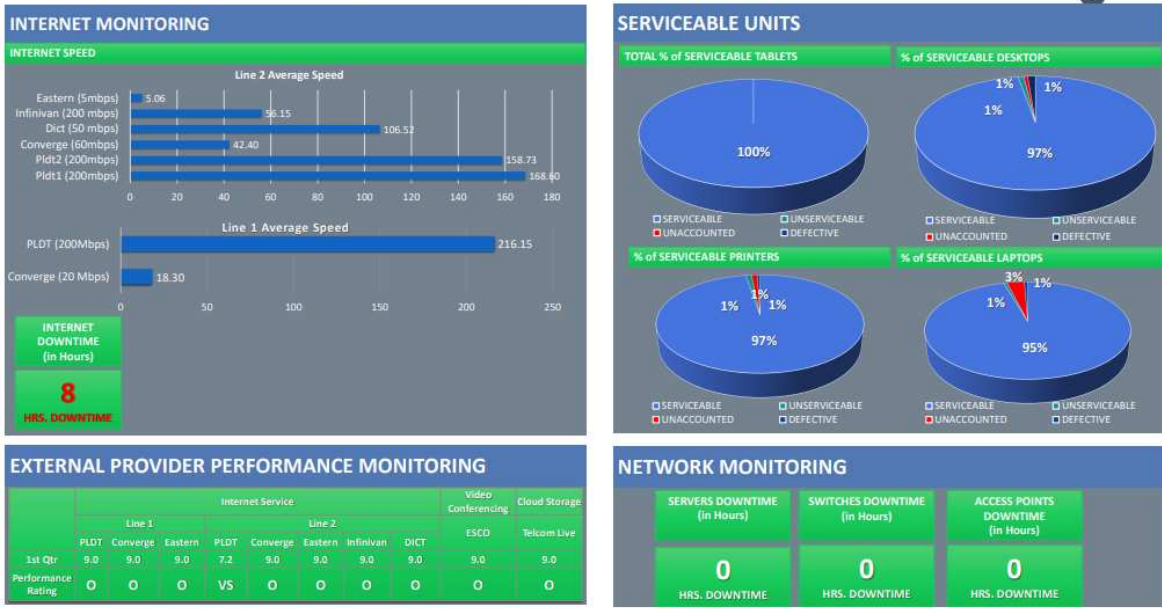 INTERNET MONITORING
INTERNET SPEED
Line 2 Average Speed
Eastern (5mbps) 5.06
Infinivan (200 mbps) 56.15
Dict (50 mbps) 106.52
Converge (60mbps) 42.40
Pldt2 (200mbps) 158.73
Pldt1 (200mbps) 168.60
0 20 40 60 80 100 120 140 160 180
Line 1 Average Speed
PLDT (200Mbps) 216.15
Converge (20 Mbps) 18.30
0 50 100 150 200 250
INTERNET
DOWNTIME
(in Hours)
8
HRS. DOWNTIME
SERVICEABLE UNITS
TOTAL % of SERVICEABLE TABLETS
100%
SERVICEABLE UNSERVICEABLE
UNACCOUNTED DEFECTIVE
% of SERVICEABLE DESKTOPS
1% 1%
1%
97%
SERVICEABLE UNSERVICEABLE
UNACCOUNTED DEFECTIVE
% of SERVICEABLE PRINTERS
1% 1% 1%
97%
SERVICEABLE UNSERVICEABLE
UNACCOUNTED DEFECTIVE
% of SERVICEABLE LAPTOPS
3% 1%
1%
95%
SERVICEABLE UNSERVICEABLE
UNACCOUNTED DEFECTIVE
EXTERNAL PROVIDER PERFORMANCE MONITORING
Internet Service Video Conferencing Cloud Storage
Line 1 Line 2 ESCO Telcom Live
PLDT Converge Eastern PLDT Converge Eastern Infinivan DICT
1st Qtr 9.0 9.0 9.0 7.2 9.0 9.0 9.0 9.0 9.0 9.0
Performance Rating O O O VS O O O O O O
NETWORK MONITORING
SERVERS DOWNTIME
(in Hours)
0
HRS. DOWNTIME
SWITCHES DOWNTIME
(in Hours)
0
HRS. DOWNTIME
ACCESS POINTS
DOWNTIME
(in Hours)
0
HRS. DOWNTIME